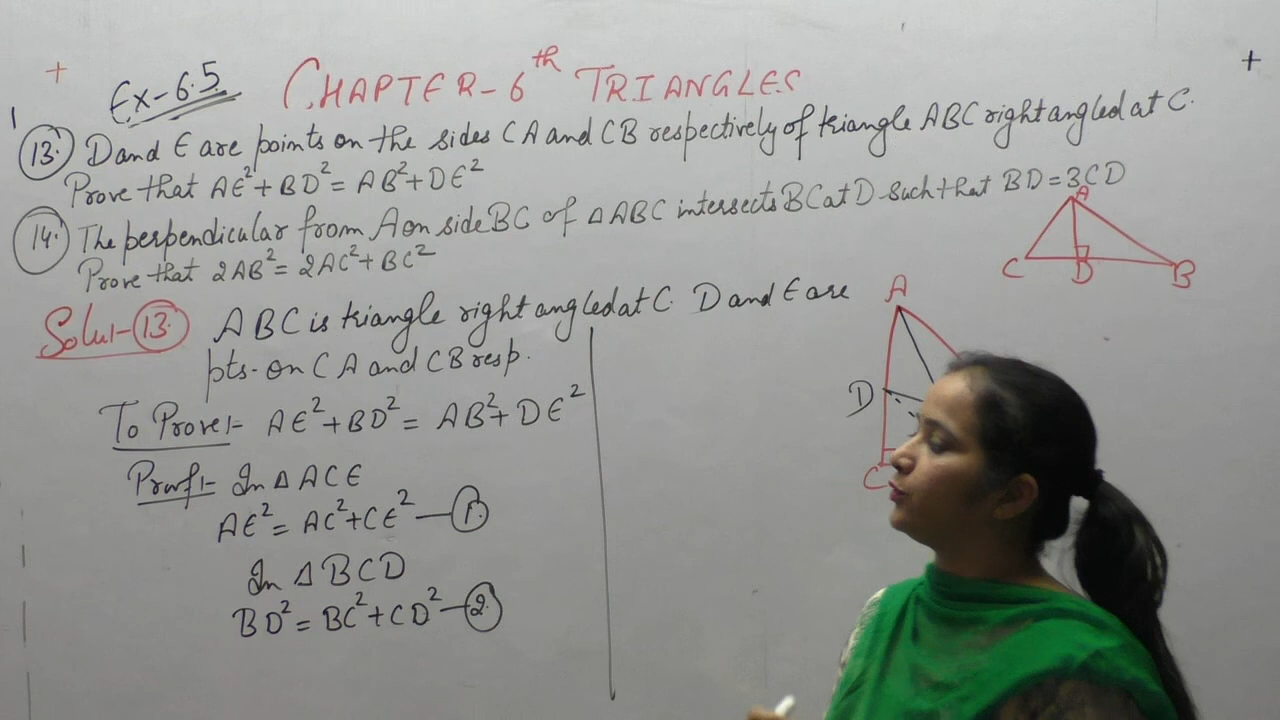 Ex-6.5 CHAPTER-6th TRIANGLES
13. D and E are points on the sides CA and CB respectively of triangle ABC right angled at C.
Prove that AE²+BD²=AB²+DE²
14. The perpendicular from A on side BC of △ABC intersects BC at D such that BD=3CD
Prove that 2AB²=2AC²+BC²
A
C D B
Solu-13. ABC is triangle right angled at C. D and E are
pts. on CA and CB resp.
A
D
C
To Prove:- AE²+BD²= AB²+DE²
Proof:- In △ACE
AE²= AC²+CE² — 1.
In △BCD
BD²= BC²+CD² — 2.